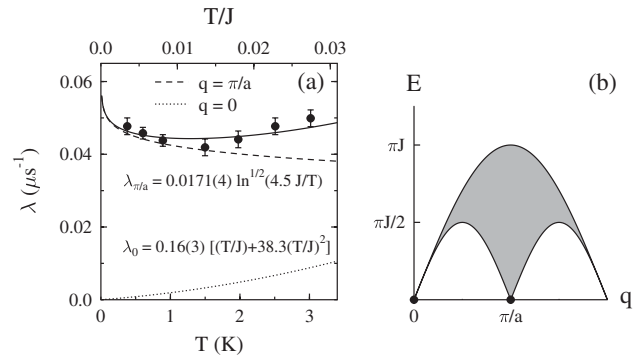 T/J
0.0 0.01 0.02 0.03
0.06
0.04
0.02
0.0
λ (μs⁻¹)
q = π/a
q = 0
(a)
λ_{π/a} = 0.0171(4) ln^{1/2}(4.5 J/T)
λ_0 = 0.16(3) [(T/J)+38.3(T/J)^2]
0 1 2 3
T (K)
E
(b)
πJ
πJ/2
0
π/a
q